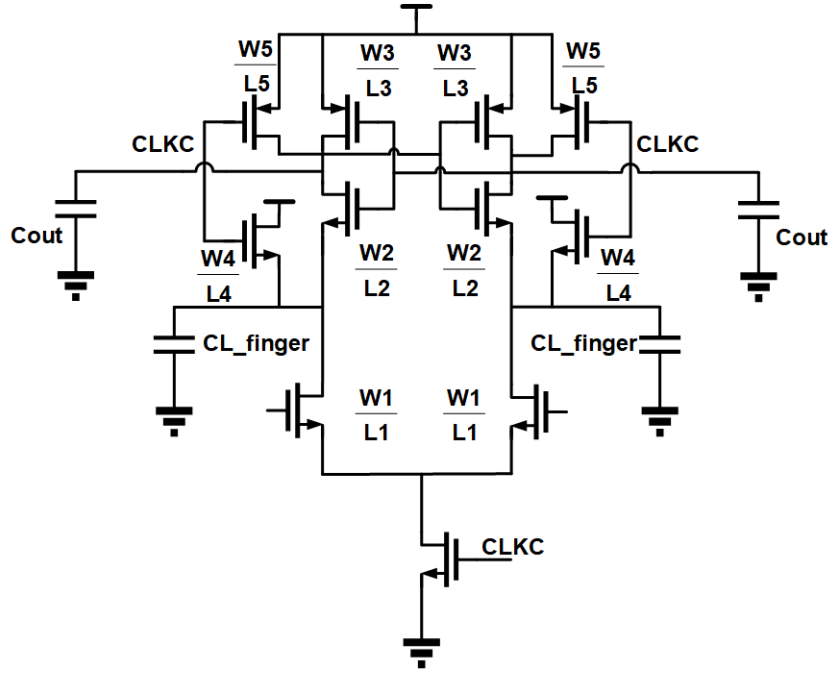 W5
L5
W3
L3
W3
L3
W5
L5
CLKC
CLKC
Cout
W4
L4
W2
L2
W2
L2
W4
L4
Cout
CL_finger
CL_finger
W1
L1
W1
L1
CLKC